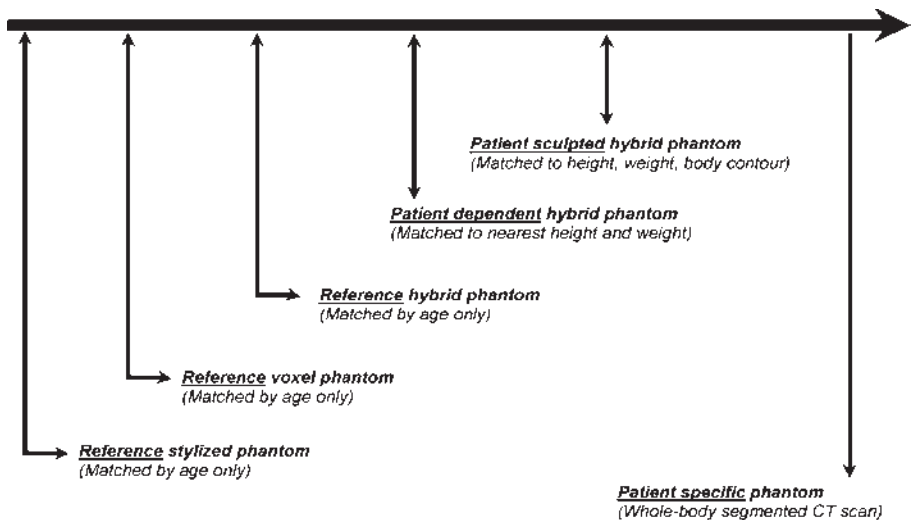 Patient sculpted hybrid phantom
(Matched to height, weight, body contour)
Patient dependent hybrid phantom
(Matched to nearest height and weight)
Reference hybrid phantom
(Matched by age only)
Reference voxel phantom
(Matched by age only)
Reference stylized phantom
(Matched by age only)
Patient specific phantom
(Whole-body segmented CT scan)